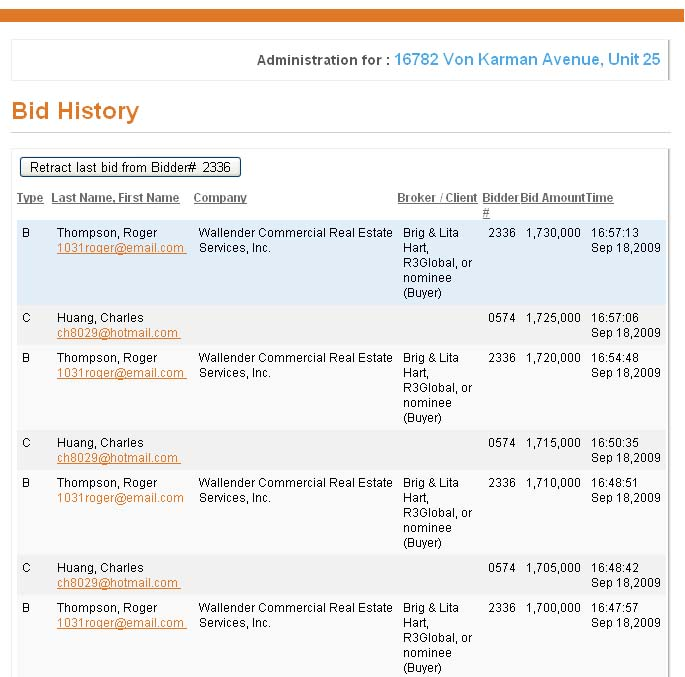 Administration for : 16782 Von Karman Avenue, Unit 25
Bid History
Retract last bid from Bidder# 2336
Type Last Name, First Name Company Broker / Client Bidder # Bid Amount Time
B Thompson, Roger Wallender Commercial Real Estate Brig & Lita 2336 1,730,000 16:57:13
1031roger@email.com Services, Inc. Hart, Sep 18,2009
R3Global, or
nominee
(Buyer)
C Huang, Charles 0574 1,725,000 16:57:06
ch8029@hotmail.com Sep 18,2009
B Thompson, Roger Wallender Commercial Real Estate Brig & Lita 2336 1,720,000 16:54:48
1031roger@email.com Services, Inc. Hart, Sep 18,2009
R3Global, or
nominee
(Buyer)
C Huang, Charles 0574 1,715,000 16:50:35
ch8029@hotmail.com Sep 18,2009
B Thompson, Roger Wallender Commercial Real Estate Brig & Lita 2336 1,710,000 16:48:51
1031roger@email.com Services, Inc. Hart, Sep 18,2009
R3Global, or
nominee
(Buyer)
C Huang, Charles 0574 1,705,000 16:48:42
ch8029@hotmail.com Sep 18,2009
B Thompson, Roger Wallender Commercial Real Estate Brig & Lita 2336 1,700,000 16:47:57
1031roger@email.com Services, Inc. Hart, Sep 18,2009
R3Global, or
nominee
(Buyer)